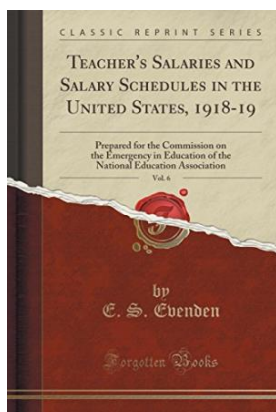 CLASSIC REPRINT SERIES
TEACHER'S SALARIES AND
SALARY SCHEDULES IN THE
UNITED STATES, 1918-19
Prepared for the Commission on
the Emergency in Education of the
National Education Association
Vol. 6
by
E. S. Evenden
Forgotten Books